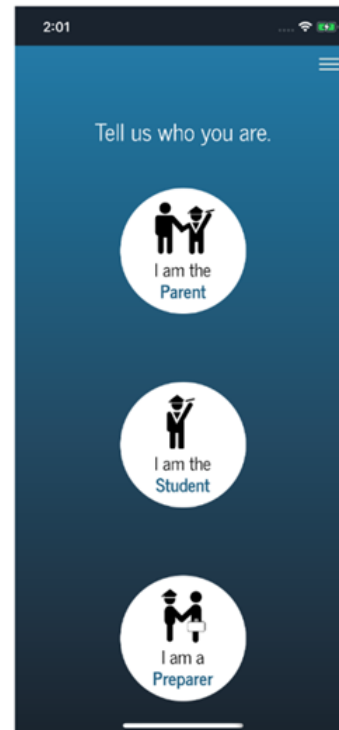 2:01
Tell us who you are.
I am the
Parent
I am the
Student
I am a
Preparer